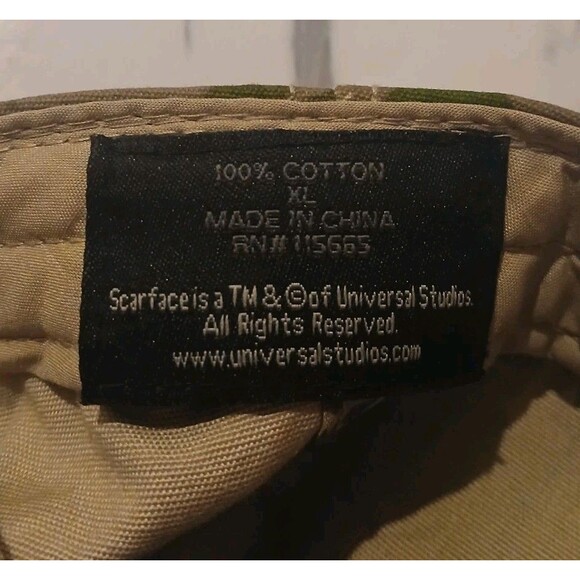 100% COTTON
XL
MADE IN CHINA
RN# 115665
Scarface is a TM & © of Universal Studios.
All Rights Reserved.
www.universalstudios.com